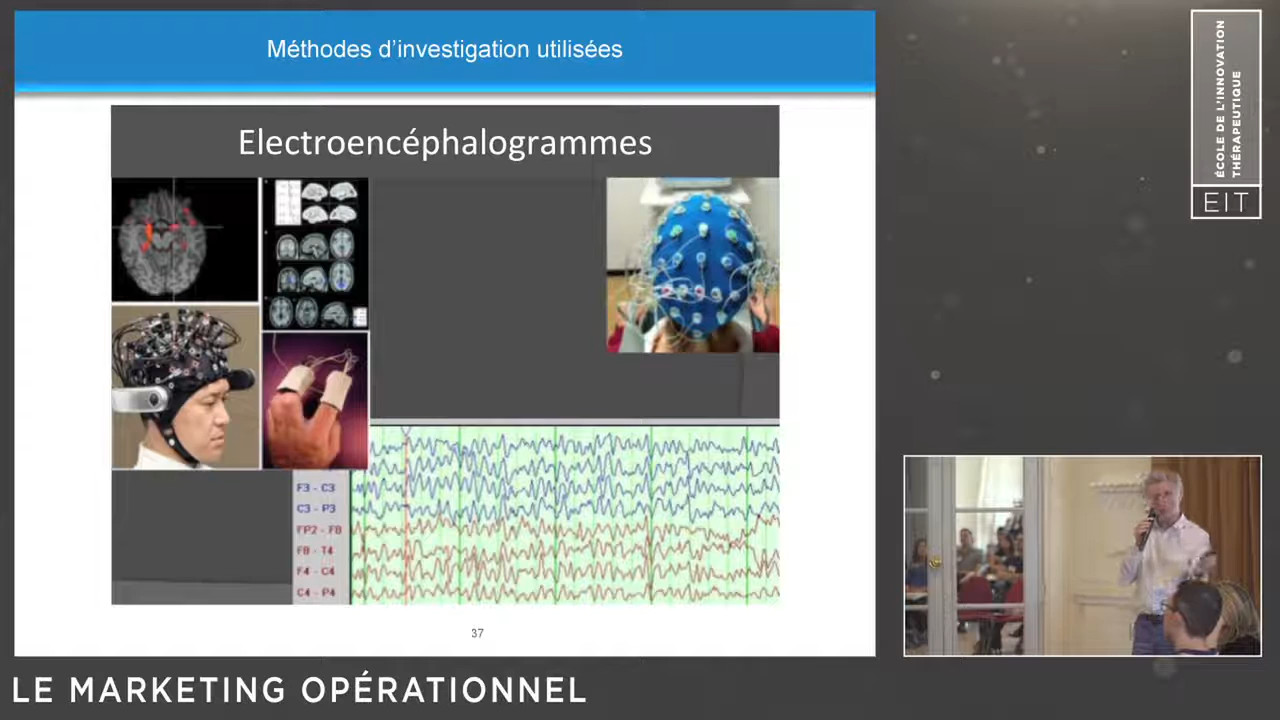 Méthodes d'investigation utilisées
Electroencéphalogrammes
F3 - C3
C3 - P3
FP2 - F8
F8 - T4
F4 - C4
C4 - P4
37
ÉCOLE DE L'INNOVATION
THÉRAPEUTIQUE
EIT
LE MARKETING OPÉRATIONNEL